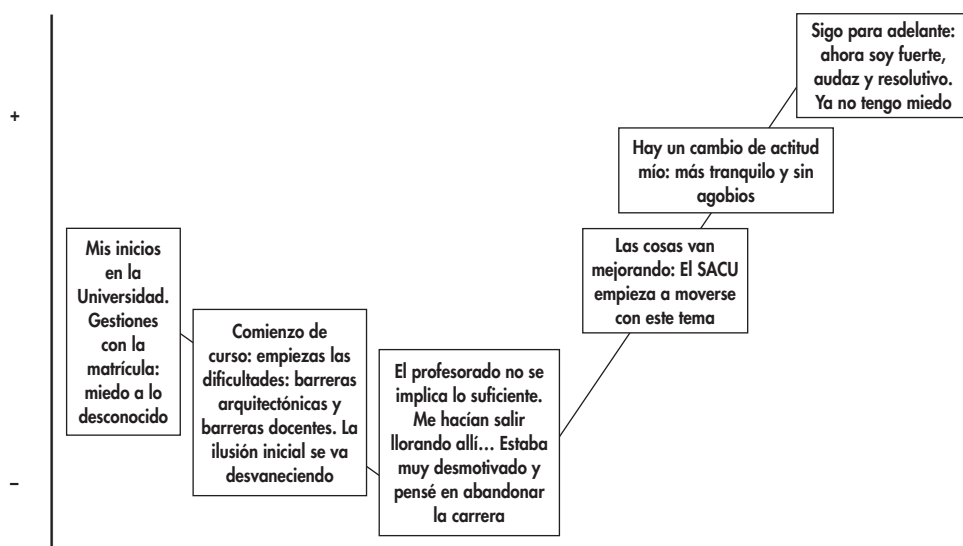 +
–
Mis inicios
en la
Universidad.
Gestiones
con la
matrícula:
miedo a lo
desconocido
Comienzo de
curso: empiezas las
dificultades: barreras
arquitectónicas y
barreras docentes. La
ilusión inicial se va
desvaneciendo
El profesorado no se
implica lo suficiente.
Me hacían salir
llorando allí... Estaba
muy desmotivado y
pensé en abandonar
la carrera
Las cosas van
mejorando: El SACU
empieza a moverse
con este tema
Hay un cambio de actitud
mío: más tranquilo y sin
agobios
Sigo para adelante:
ahora soy fuerte,
audaz y resolutivo.
Ya no tengo miedo